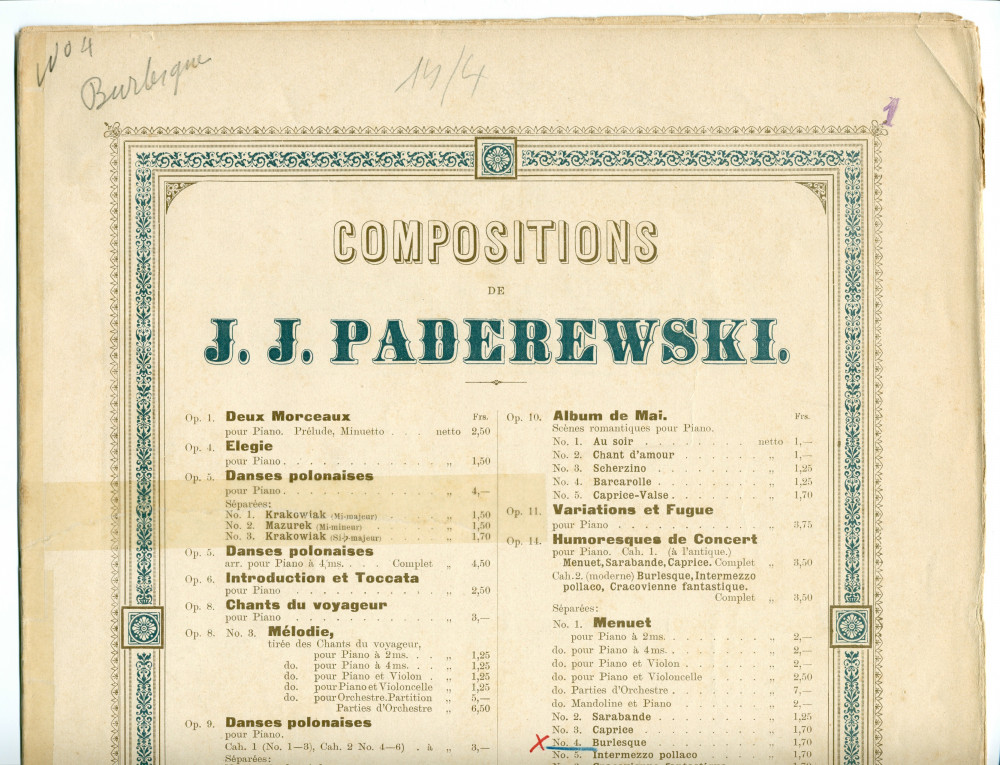 No 4
Burlesque
14/4
1
COMPOSITIONS
DE
J. J. PADEREWSKI.
Frs.
Op. 1. Deux Morceaux
pour Piano. Prélude, Minuetto . . . netto 2,50
Op. 4. Elegie
pour Piano . . . . . . . . . . . . . „ 1,50
Op. 5. Danses polonaises
pour Piano . . . . . . . . . . . . . „ 4,—
Séparées:
No. 1. Krakowiak (Mi-majeur) . . . . . „ 1,50
No. 2. Mazurek (Mi-mineur) . . . . . . „ 1,50
No. 3. Krakowiak (Si-♭-majeur) . . . . „ 1,70
Op. 5. Danses polonaises
arr. pour Piano à 4/ms. . . . Complet „ 4,50
Op. 6. Introduction et Toccata
pour Piano . . . . . . . . . . . . . „ 2,50
Op. 8. Chants du voyageur
pour Piano . . . . . . . . . . . . . „ 3,—
Op. 8. No. 3. Mélodie,
tirée des Chants du voyageur,
pour Piano à 2 ms. . . „ 1,25
do. pour Piano à 4 ms. . . „ 1,25
do. pour Piano et Violon . „ 1,25
do. pour Piano et Violoncelle „ 1,25
do. pour Orchestre. Partition „ 5,—
Parties d'Orchestre „ 6,50
Op. 9. Danses polonaises
pour Piano.
Cah. 1 (No. 1—3), Cah. 2 No. 4—6) . à „ 3,—
Séparées:
Frs.
Op. 10. Album de Mai.
Scènes romantiques pour Piano.
No. 1. Au soir . . . . . . . . . netto 1,—
No. 2. Chant d'amour . . . . . . . „ 1,—
No. 3. Scherzino . . . . . . . . . „ 1,25
No. 4. Barcarolle . . . . . . . . . „ 1,25
No. 5. Caprice-Valse . . . . . . . . „ 1,70
Op. 11. Variations et Fugue
pour Piano . . . . . . . . . . . . „ 3,75
Op. 14. Humoresques de Concert
pour Piano. Cah. 1. (à l'antique.)
Menuet, Sarabande, Caprice. Complet „ 3,50
Cah. 2. (moderne) Burlesque, Intermezzo
pollaco, Cracovienne fantastique.
Complet „ 3,50
Séparées:
No. 1. Menuet
pour Piano à 2 ms. . . . . . . . „ 2,—
do. pour Piano à 4 ms. . . . . . . . „ 2,—
do. pour Piano et Violon . . . . . . „ 2,—
do. pour Piano et Violoncelle . . . . „ 2,50
do. Parties d'Orchestre . . . . . . . „ 7,—
do. Mandoline et Piano . . . . . . . „ 2,—
No. 2. Sarabande . . . . . . . . . „ 1,25
No. 3. Caprice . . . . . . . . . . „ 1,70
x No. 4. Burlesque . . . . . . . . . „ 1,70
No. 5. Intermezzo pollaco . . . . . . „ 1,70